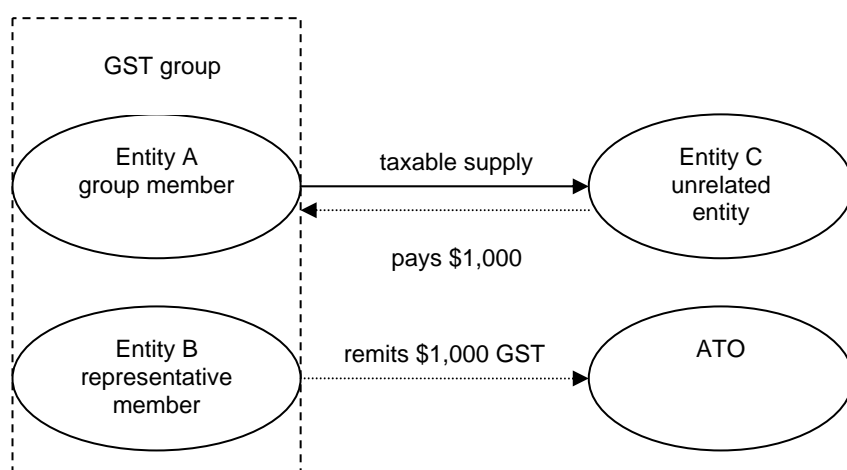 GST group
Entity A
group member
taxable supply
Entity C
unrelated
entity
pays $1,000
Entity B
representative
member
remits $1,000 GST
ATO